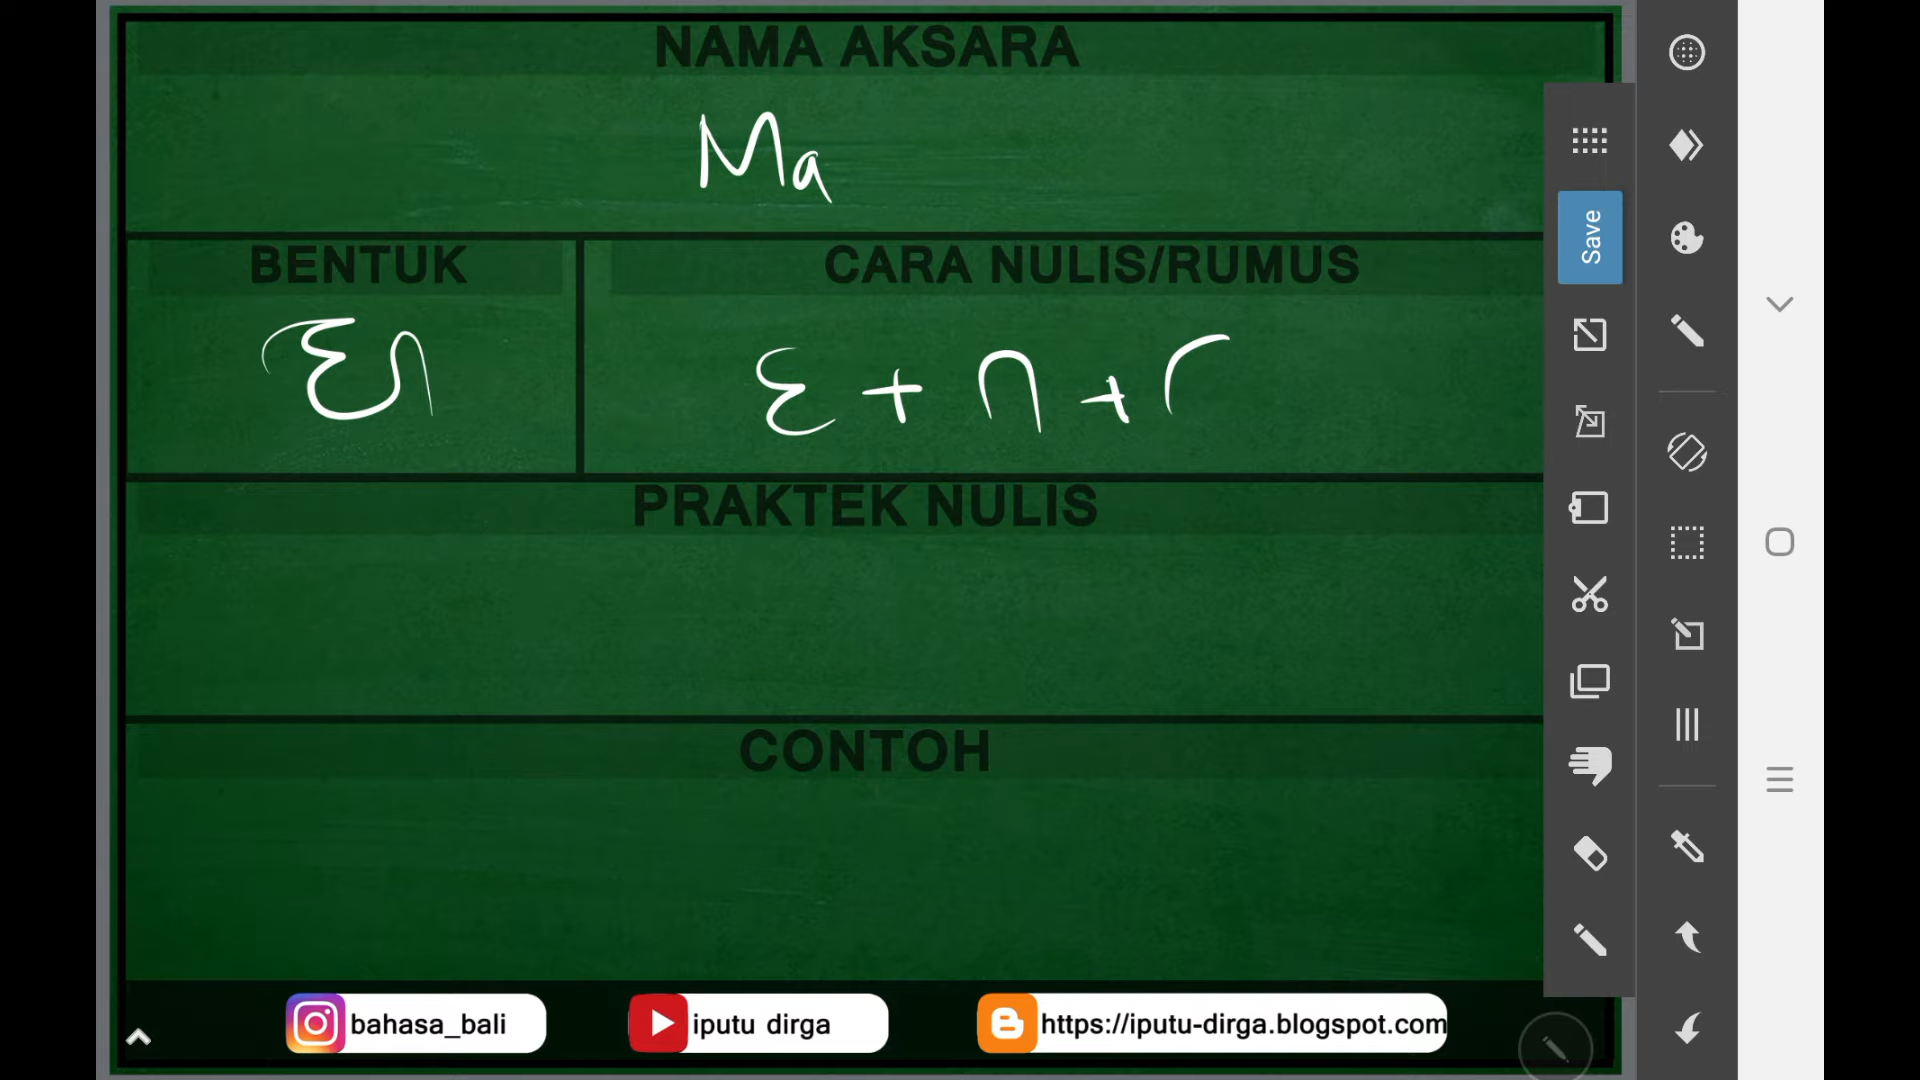 NAMA AKSARA
Ma
BENTUK
CARA NULIS/RUMUS
ᬫ
PRAKTEK NULIS
CONTOH
bahasa_bali
iputu dirga
https://iputu-dirga.blogspot.com
Save